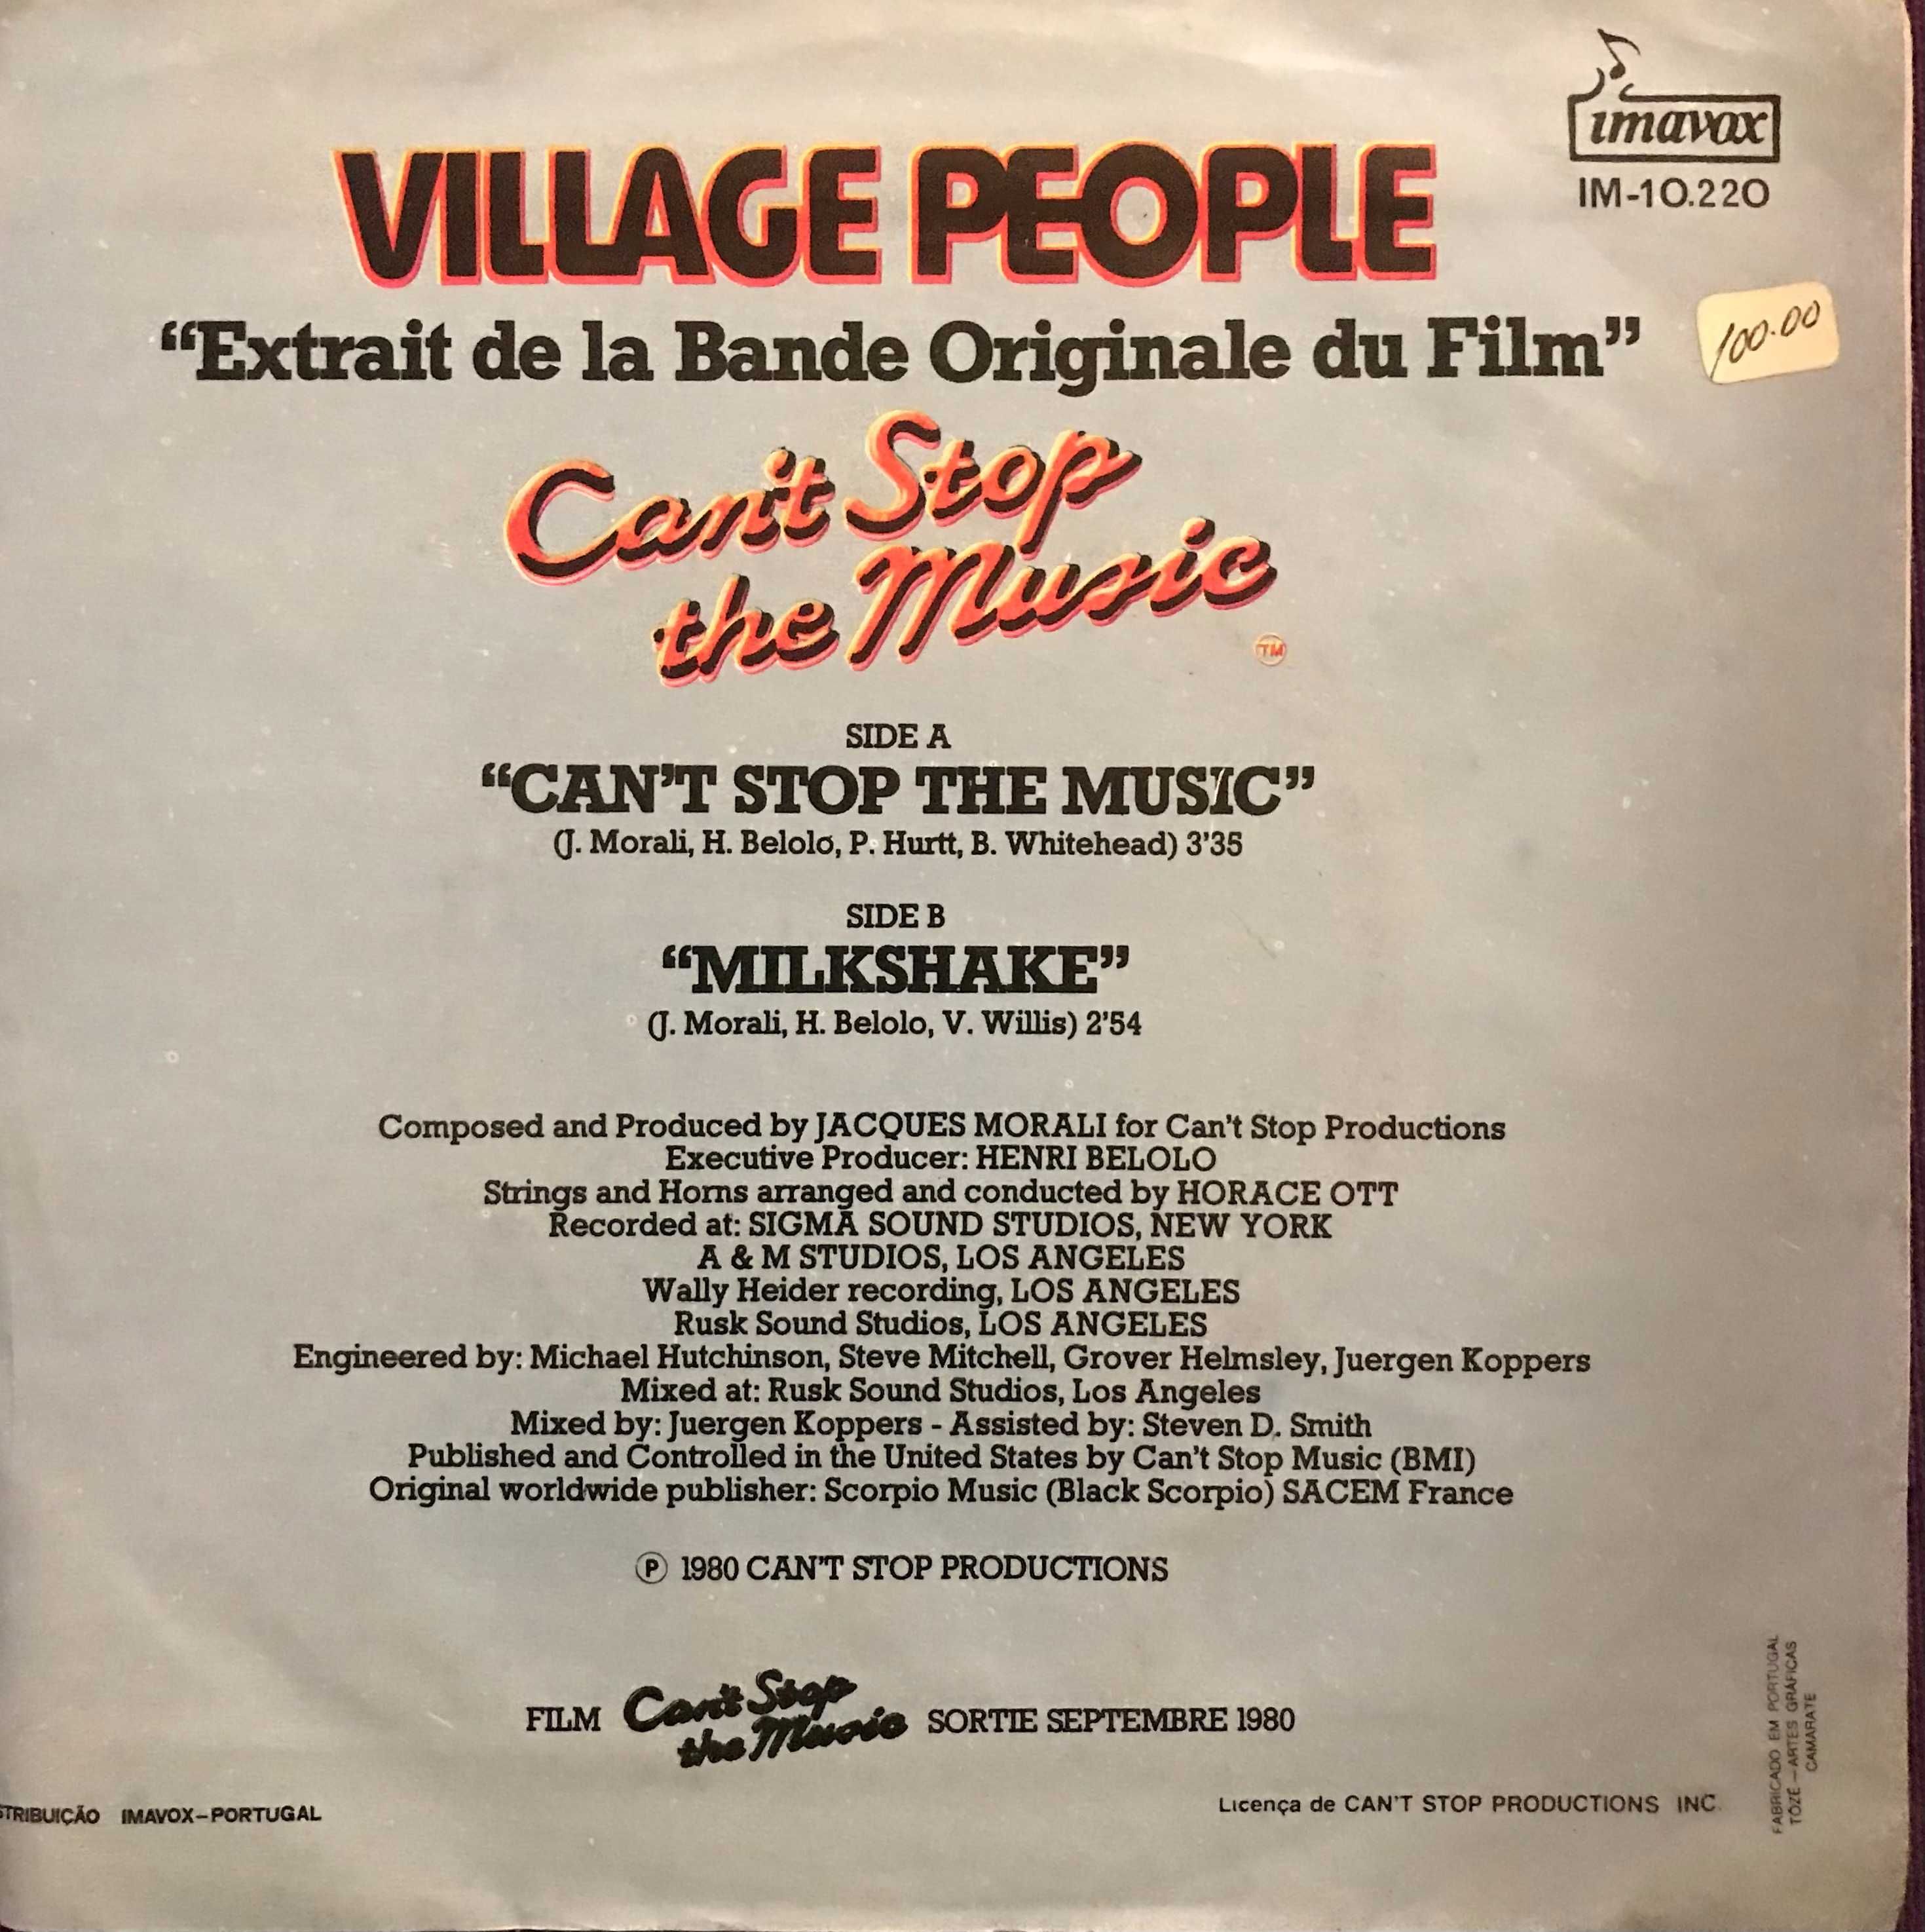 imavox
IM-10.220
VILLAGE PEOPLE
100.00
“Extrait de la Bande Originale du Film”
Can't Stop
the Music
TM
SIDE A
“CAN'T STOP THE MUSIC”
(J. Morali, H. Belolo, P. Hurtt, B. Whitehead) 3'35
SIDE B
“MILKSHAKE”
(J. Morali, H. Belolo, V. Willis) 2'54
Composed and Produced by JACQUES MORALI for Can't Stop Productions
Executive Producer: HENRI BELOLO
Strings and Horns arranged and conducted by HORACE OTT
Recorded at: SIGMA SOUND STUDIOS, NEW YORK
A & M STUDIOS, LOS ANGELES
Wally Heider recording, LOS ANGELES
Rusk Sound Studios, LOS ANGELES
Engineered by: Michael Hutchinson, Steve Mitchell, Grover Helmsley, Juergen Koppers
Mixed at: Rusk Sound Studios, Los Angeles
Mixed by: Juergen Koppers - Assisted by: Steven D. Smith
Published and Controlled in the United States by Can't Stop Music (BMI)
Original worldwide publisher: Scorpio Music (Black Scorpio) SACEM France
℗ 1980 CAN'T STOP PRODUCTIONS
FILM Can't Stop the Music SORTIE SEPTEMBRE 1980
STRIBUIÇÃO IMAVOX-PORTUGAL
Licença de CAN'T STOP PRODUCTIONS INC.
FABRICADO EM PORTUGAL
TÓZÉ-ARTES GRÁFICAS
CAMARATE